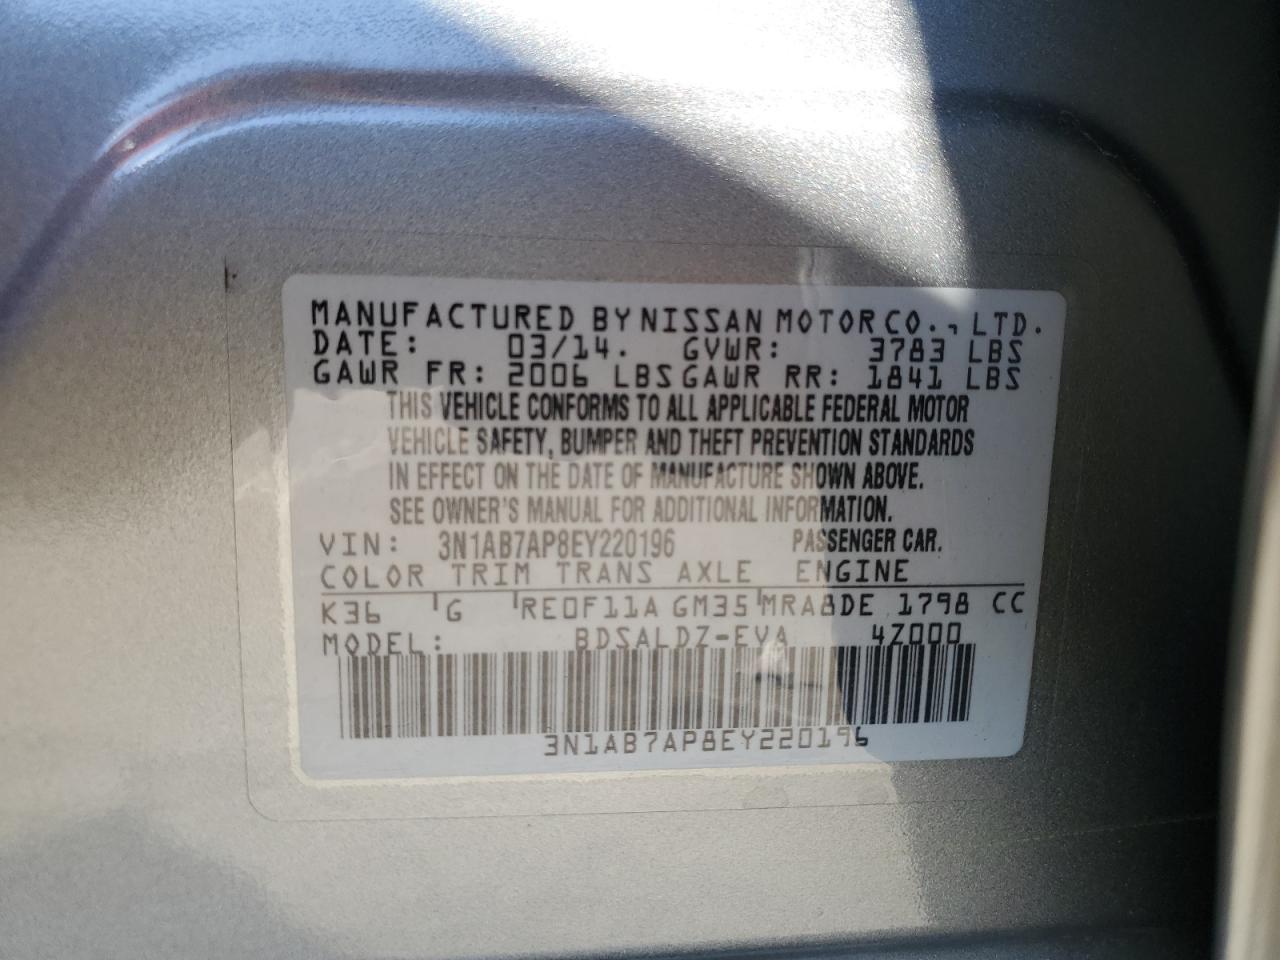 MANUFACTURED BY NISSAN MOTOR CO., LTD.
DATE: 03/14. GVWR: 3783 LBS
GAWR FR: 2006 LBS GAWR RR: 1841 LBS
THIS VEHICLE CONFORMS TO ALL APPLICABLE FEDERAL MOTOR
VEHICLE SAFETY, BUMPER AND THEFT PREVENTION STANDARDS
IN EFFECT ON THE DATE OF MANUFACTURE SHOWN ABOVE.
SEE OWNER'S MANUAL FOR ADDITIONAL INFORMATION.
VIN: 3N1AB7AP8EY220196 PASSENGER CAR.
COLOR TRIM TRANS AXLE ENGINE
K36 G RE0F11A GM35 MRA8DE 1798 CC
MODEL: BDSALDZ-EVA 4Z000
3N1AB7AP8EY220196